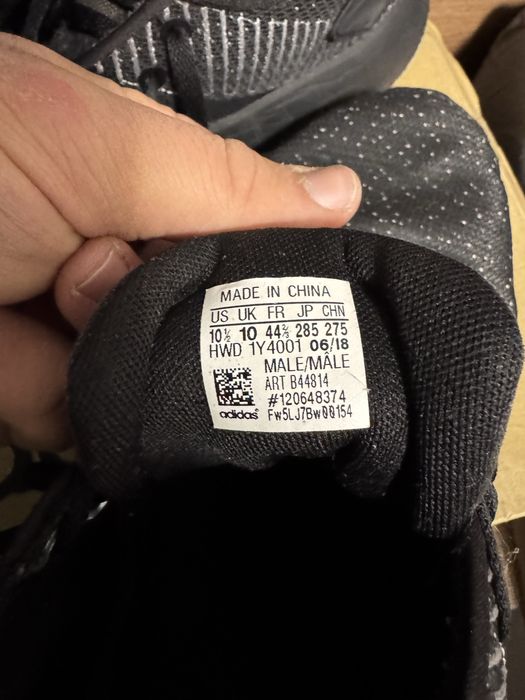 MADE IN CHINA
US UK FR JP CHN
10½ 10 44⅔ 285 275
HWD 1Y4001 06/18
MALE/MÂLE
ART B44814
#120648374
adidas® Fw5LJ7Bw00154